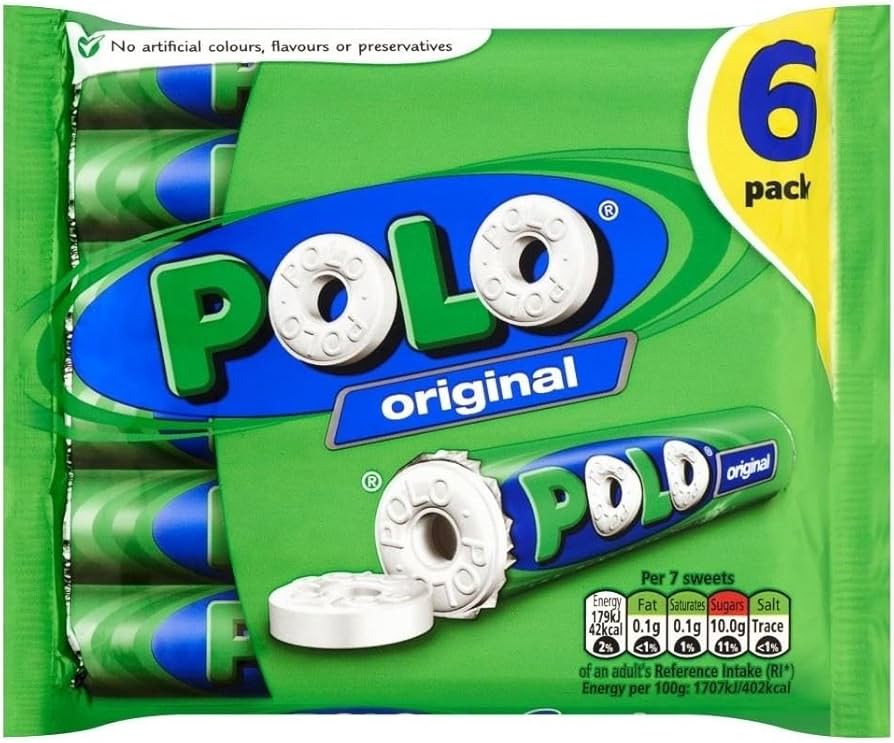 No artificial colours, flavours or preservatives
6
pack
POLO®
original
®
POLO
POLO
POLO®
original
Per 7 sweets
Energy
179kJ
42kcal
2%
Fat
0.1g
<1%
Saturates
0.1g
1%
Sugars
10.0g
11%
Salt
Trace
<1%
of an adult's Reference Intake (RI*)
Energy per 100g: 1707kJ/402kcal